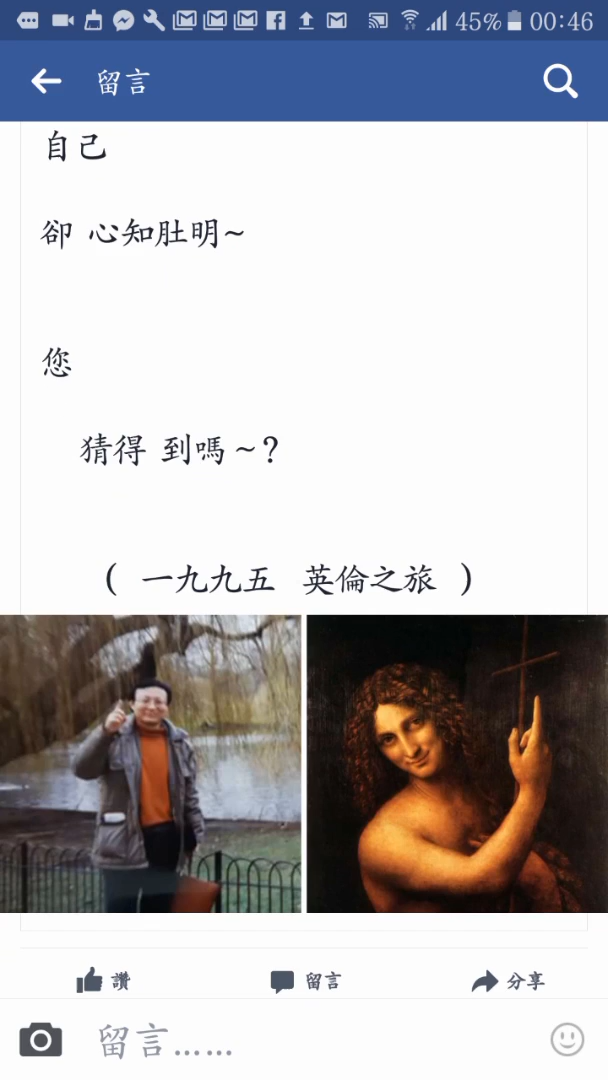 45% 00:46
留言
自己
卻 心知肚明~
您
猜得 到嗎~?
( 一九九五 英倫之旅 )
讚 留言 分享
留言……